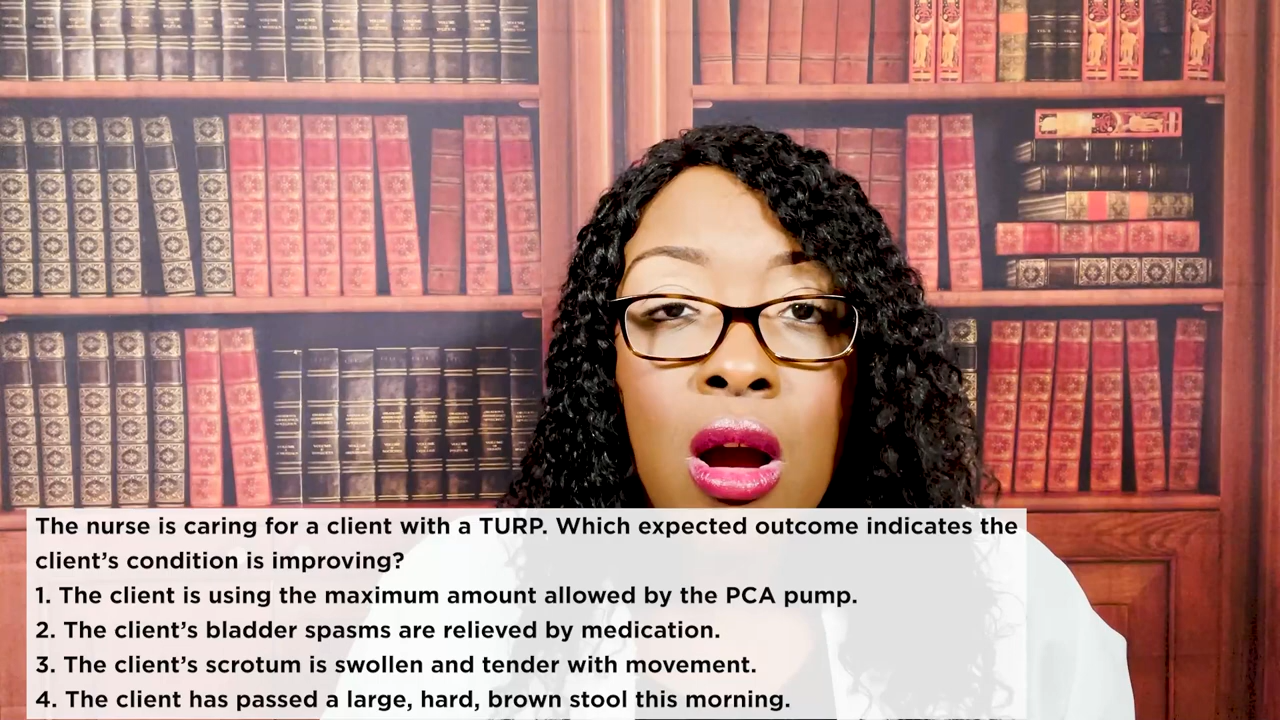 The nurse is caring for a client with a TURP. Which expected outcome indicates the
client's condition is improving?
1. The client is using the maximum amount allowed by the PCA pump.
2. The client's bladder spasms are relieved by medication.
3. The client's scrotum is swollen and tender with movement.
4. The client has passed a large, hard, brown stool this morning.